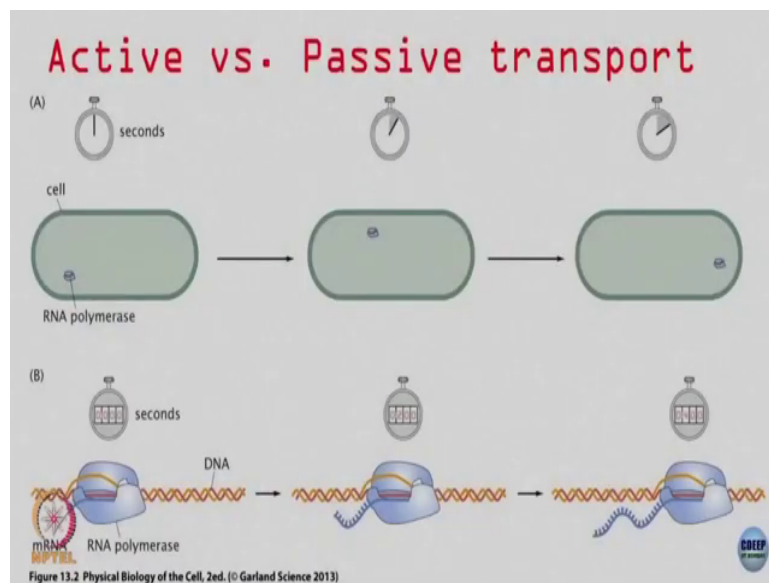 Active vs. Passive transport
(A)
seconds
cell
RNA polymerase
(B)
seconds
DNA
mRNA
RNA polymerase
NPTEL
CDEEP
Figure 13.2 Physical Biology of the Cell, 2ed. (© Garland Science 2013)